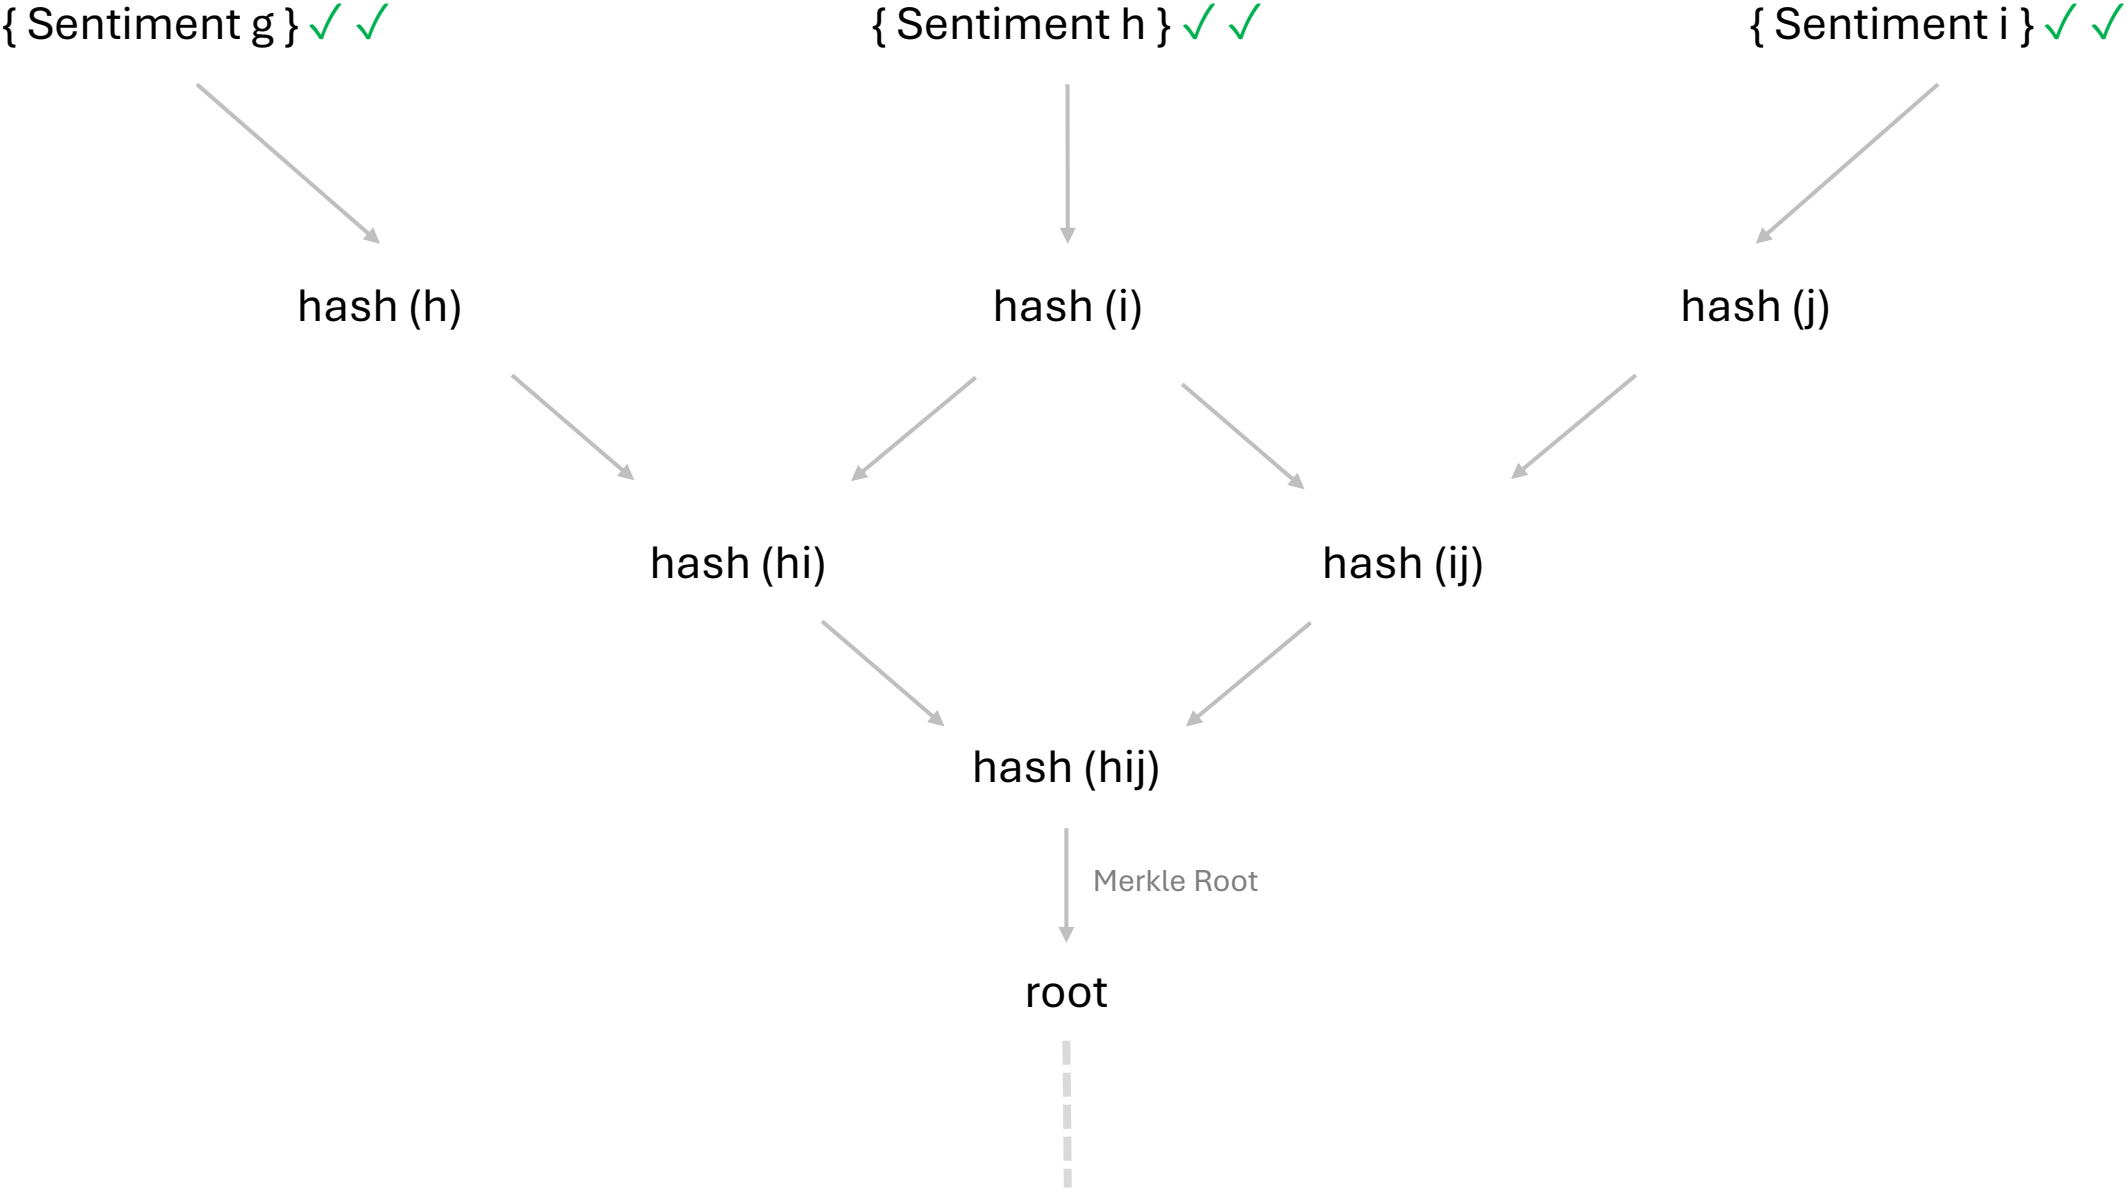 { Sentiment g } ✓ ✓
{ Sentiment h } ✓ ✓
{ Sentiment i } ✓ ✓
hash (h)
hash (i)
hash (j)
hash (hi)
hash (ij)
hash (hij)
Merkle Root
root